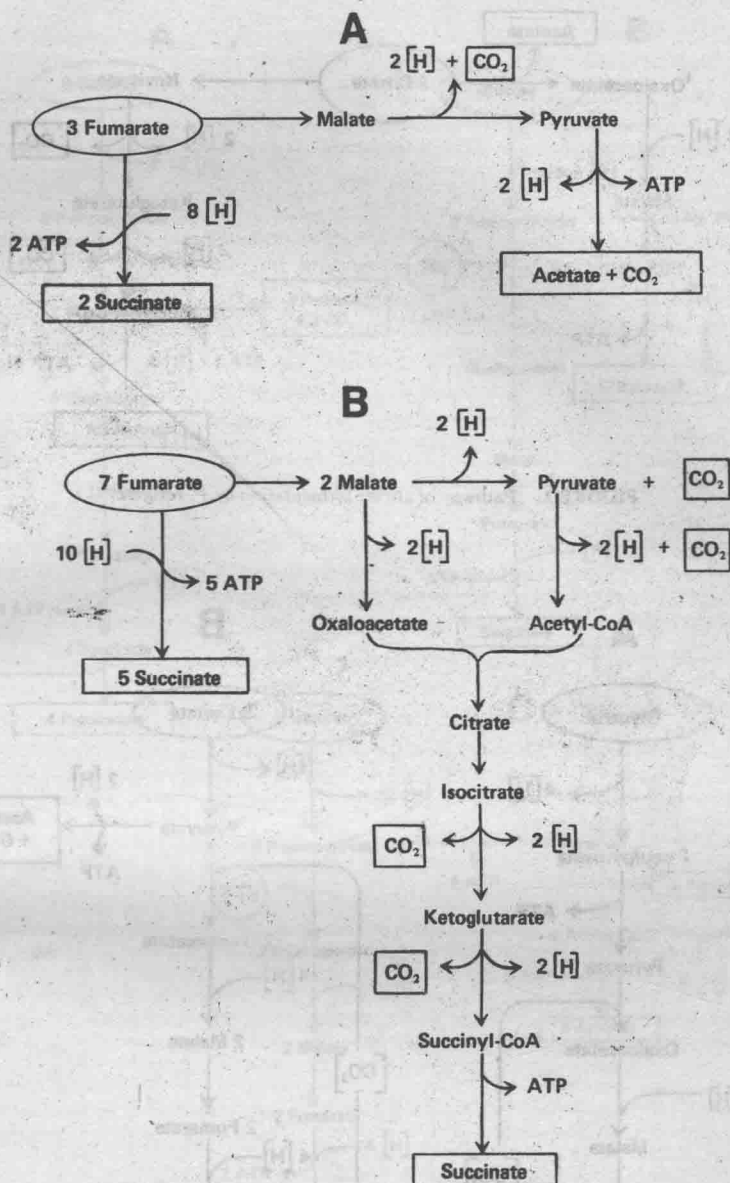 A
2 [H] + CO₂
3 Fumarate
Malate
Pyruvate
8 [H]
2 ATP
2 [H]
ATP
2 Succinate
Acetate + CO₂
B
2 [H]
7 Fumarate
2 Malate
Pyruvate + CO₂
10 [H]
5 ATP
2 [H]
2 [H] + CO₂
5 Succinate
Oxaloacetate
Acetyl-CoA
Citrate
Isocitrate
CO₂
2 [H]
Ketoglutarate
CO₂
2 [H]
Succinyl-CoA
ATP
Succinate